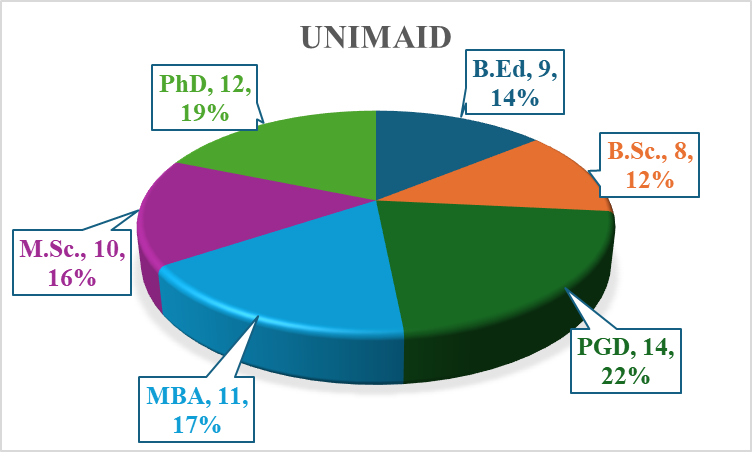 UNIMAID
B.Ed, 9,
14%
B.Sc., 8,
12%
PGD, 14,
22%
MBA, 11,
17%
M.Sc., 10,
16%
PhD, 12,
19%